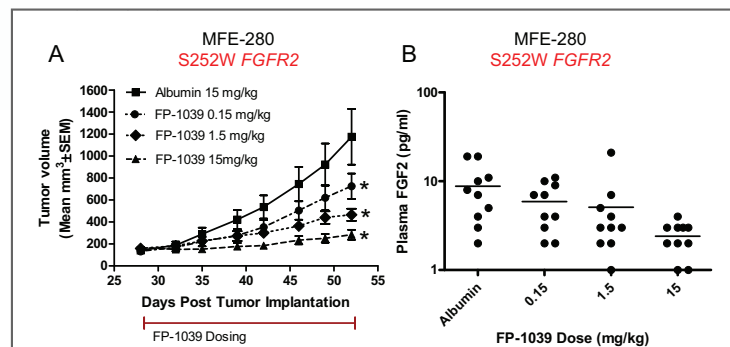 A
MFE-280
S252W FGFR2
Tumor volume
(Mean mm³±SEM)
1600
1400
1200
1000
800
600
400
200
0
Albumin 15 mg/kg
FP-1039 0.15 mg/kg
FP-1039 1.5 mg/kg
FP-1039 15mg/kg
*
*
*
25 30 35 40 45 50 55
Days Post Tumor Implantation
FP-1039 Dosing
B
MFE-280
S252W FGFR2
Plasma FGF2 (pg/ml)
100
10
1
Albumin 0.15 1.5 15
FP-1039 Dose (mg/kg)